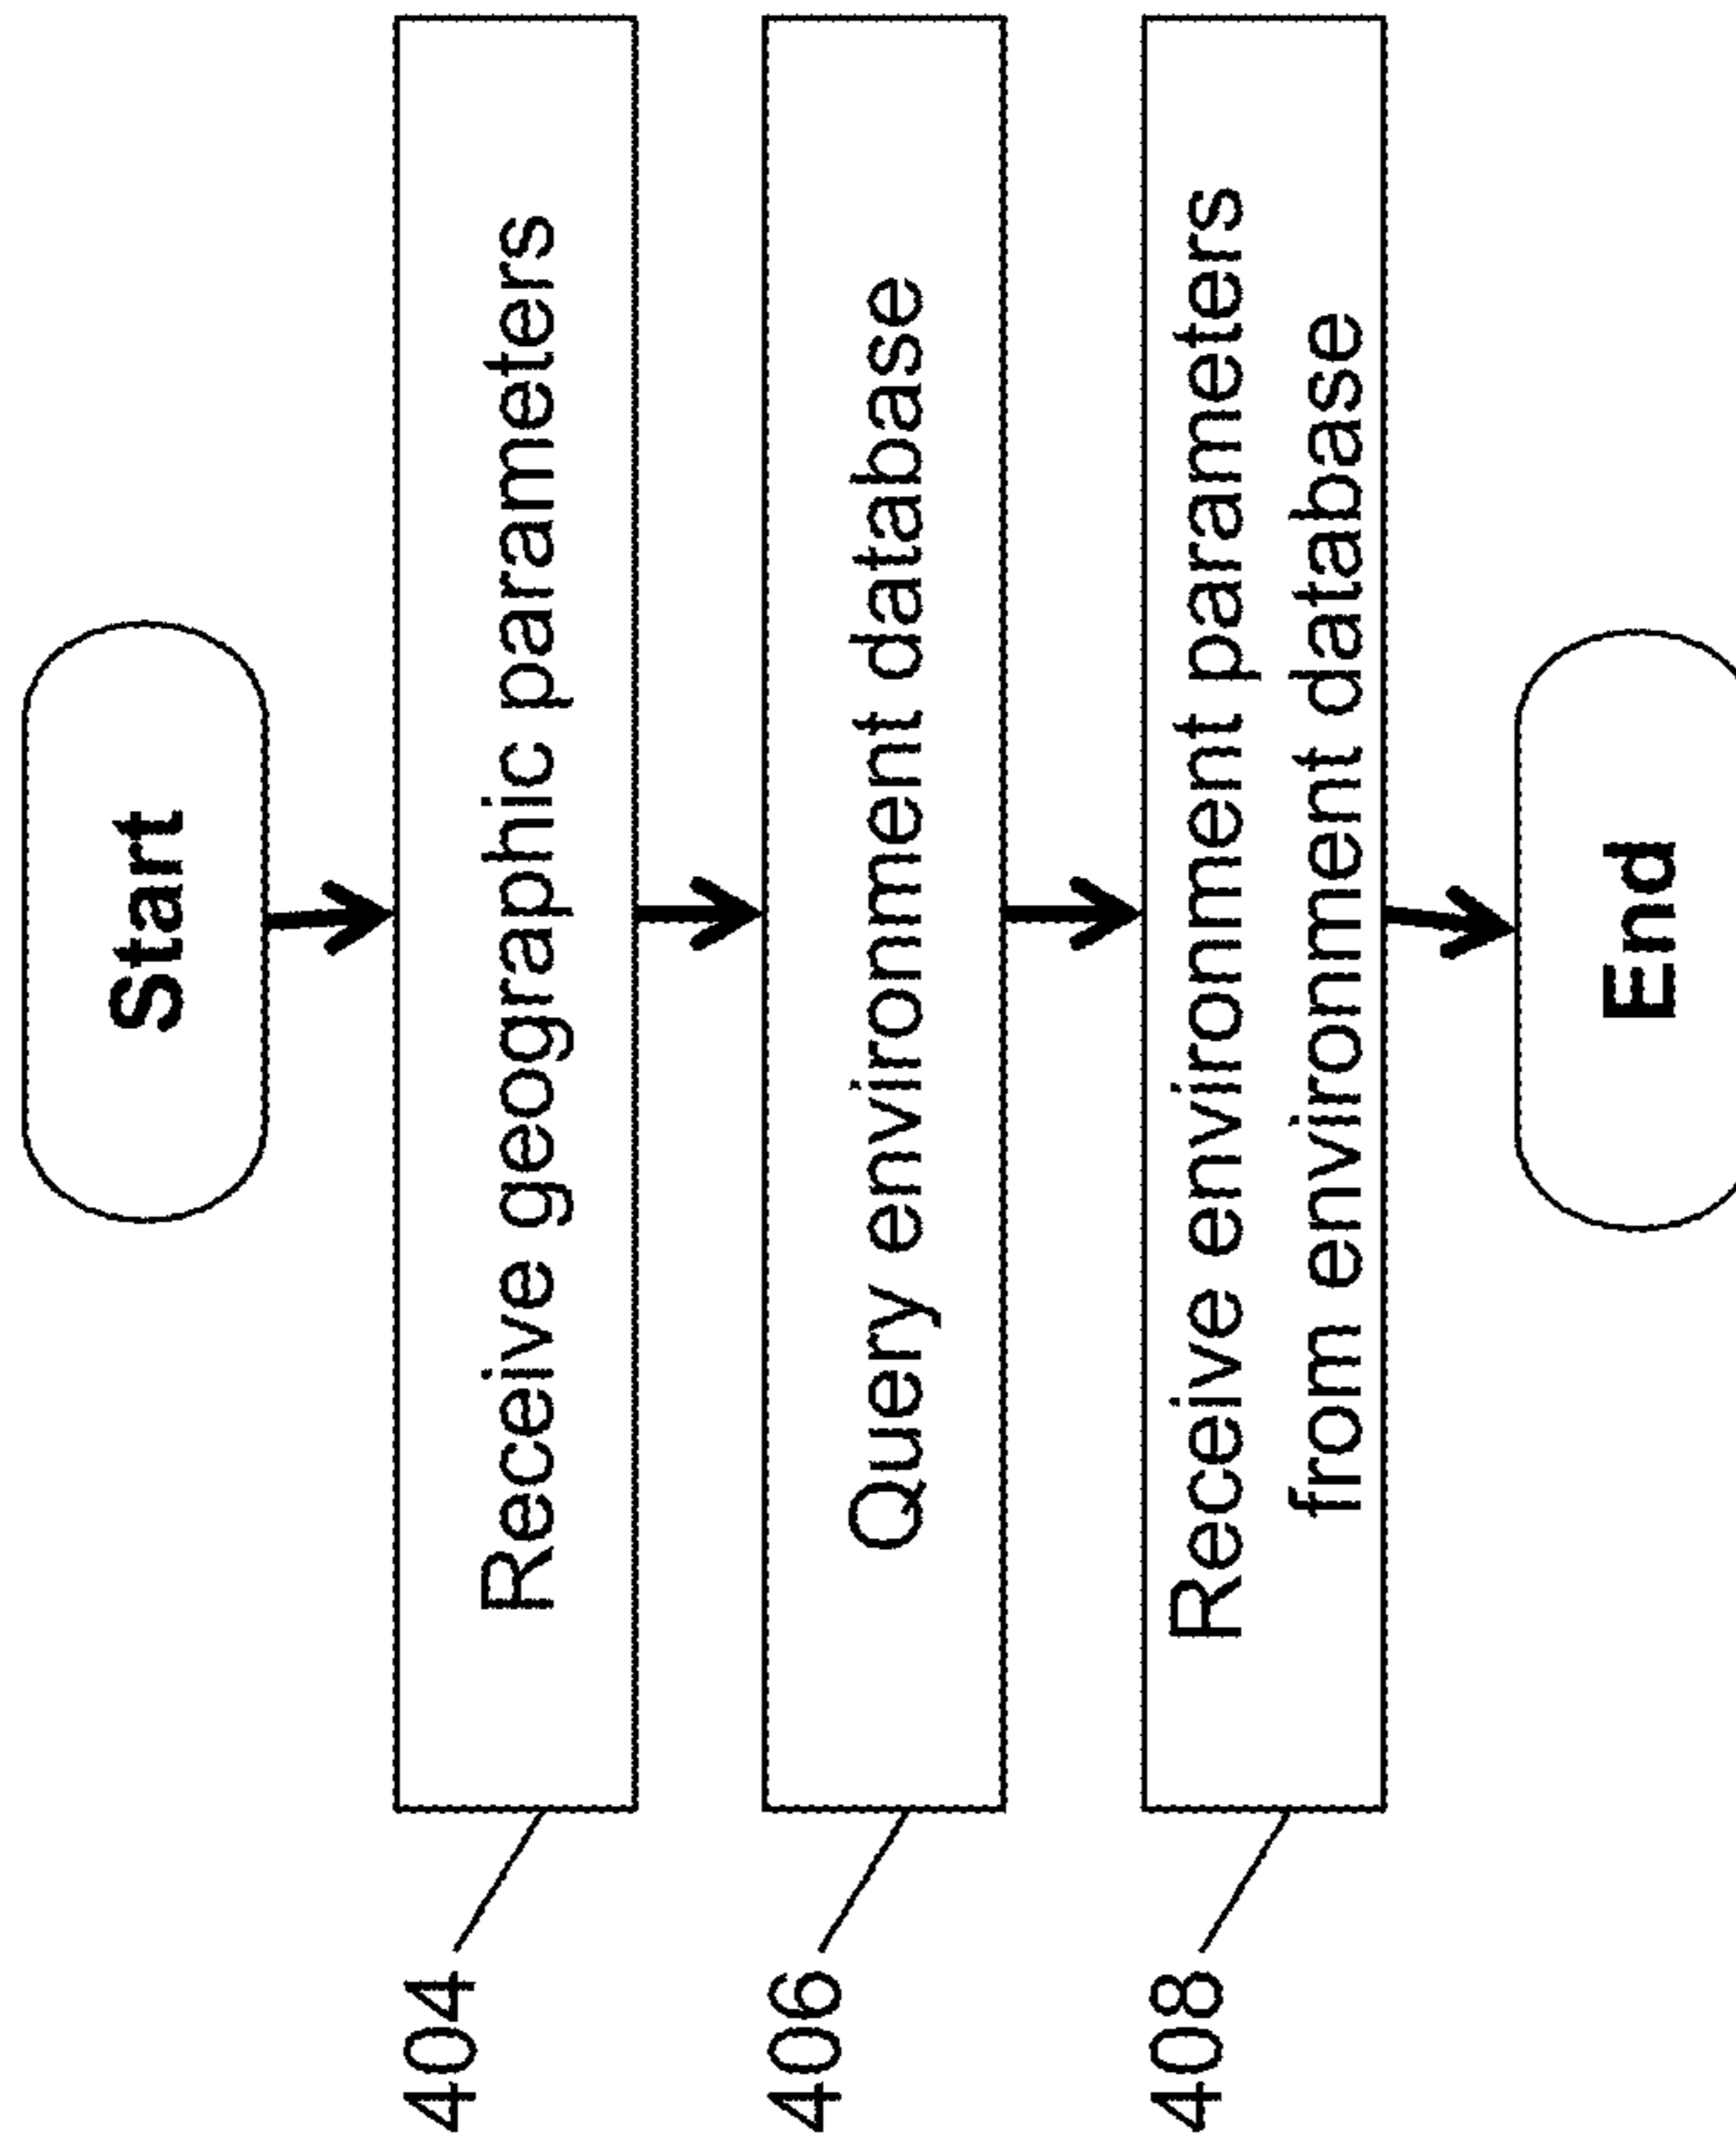 Start
404
Receive geographic parameters
406
Query environment database
408
Receive environment parameters
from environment database
End